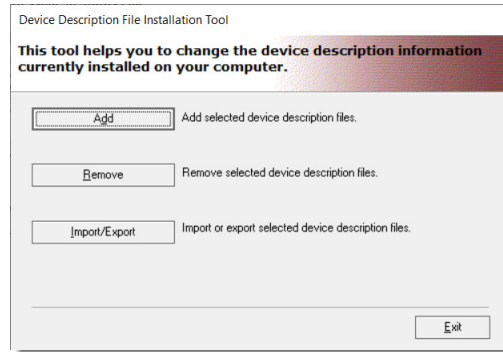 Device Description File Installation Tool
This tool helps you to change the device description information
currently installed on your computer.
Add
Add selected device description files.
Remove
Remove selected device description files.
Import/Export
Import or export selected device description files.
Exit